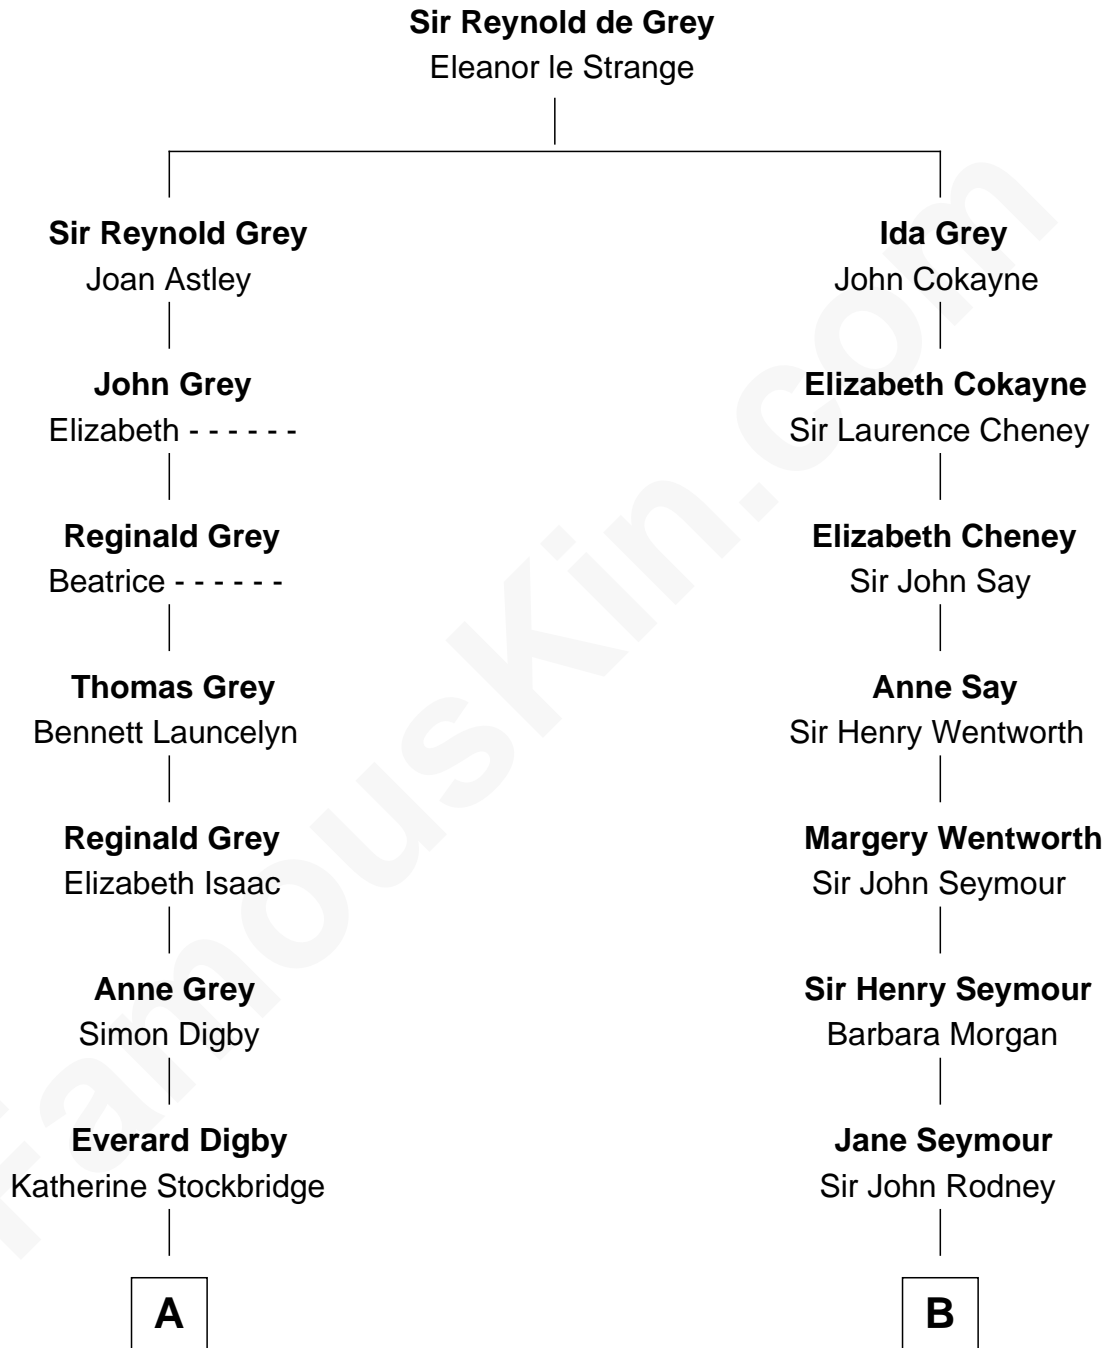 Sir Reynold de Grey
Eleanor le Strange
Sir Reynold Grey
Joan Astley
Ida Grey
John Cokayne
John Grey
Elizabeth - - - - - -
Elizabeth Cokayne
Sir Laurence Cheney
Reginald Grey
Beatrice - - - - - -
Elizabeth Cheney
Sir John Say
Thomas Grey
Bennett Launcelyn
Anne Say
Sir Henry Wentworth
Reginald Grey
Elizabeth Isaac
Margery Wentworth
Sir John Seymour
Anne Grey
Simon Digby
Sir Henry Seymour
Barbara Morgan
Everard Digby
Katherine Stockbridge
Jane Seymour
Sir John Rodney
A
B
FamousKin.com